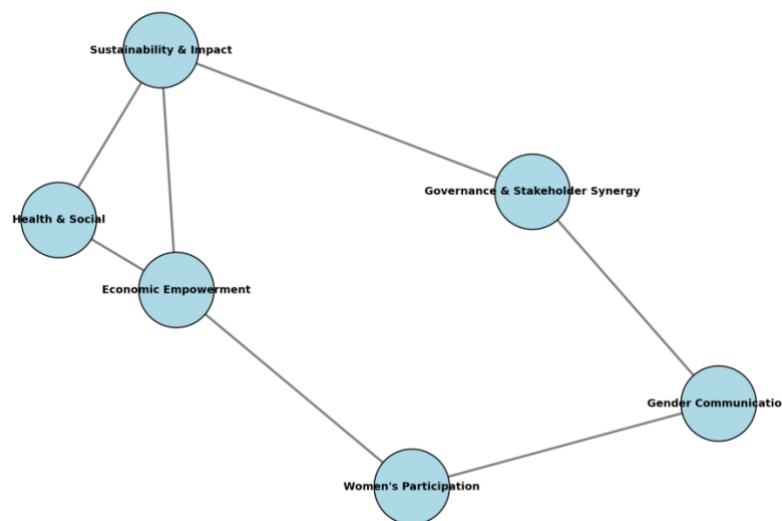 Sustainability & Impact
Governance & Stakeholder Synergy
Health & Social
Economic Empowerment
Gender Communicatio
Women's Participation